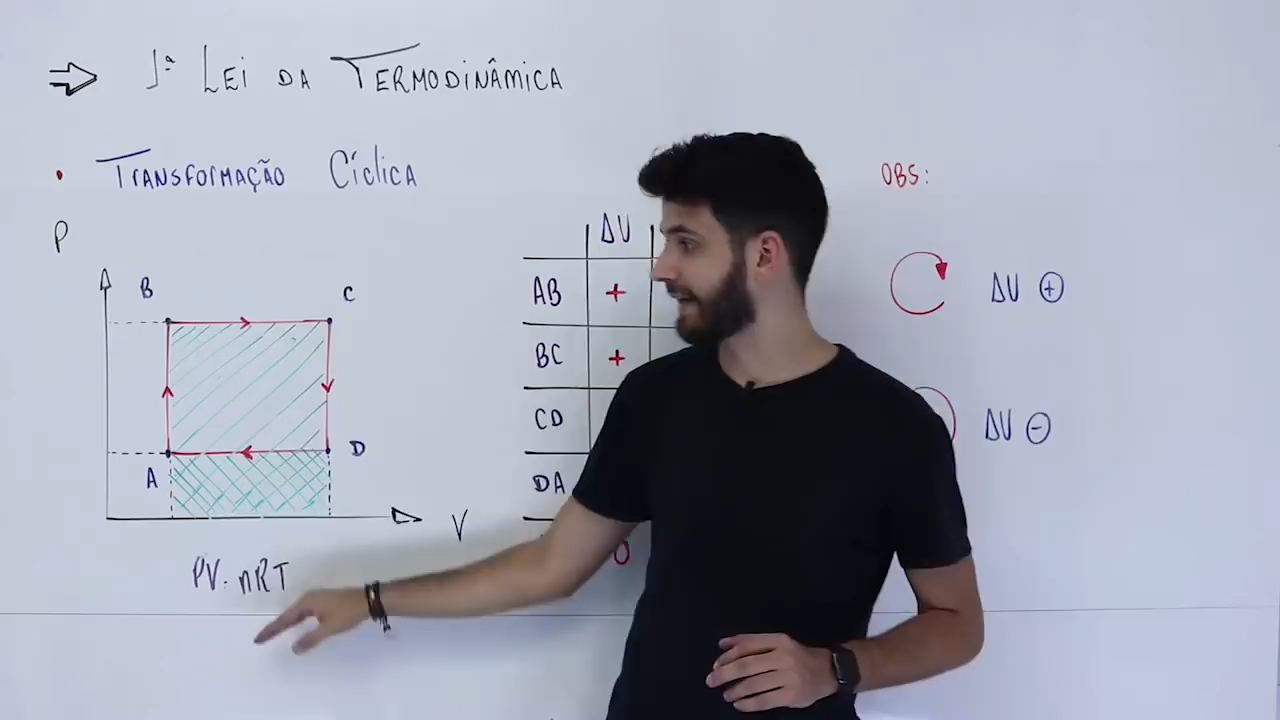 ⇒ 1ª LEI DA TERMODINÂMICA
• TRANSFORMAÇÃO CÍCLICA
OBS:
P
B
C
A
D
V
PV = nRT
ΔU
AB +
BC +
CD
DA
0
ΔU ⊕
ΔU ⊖